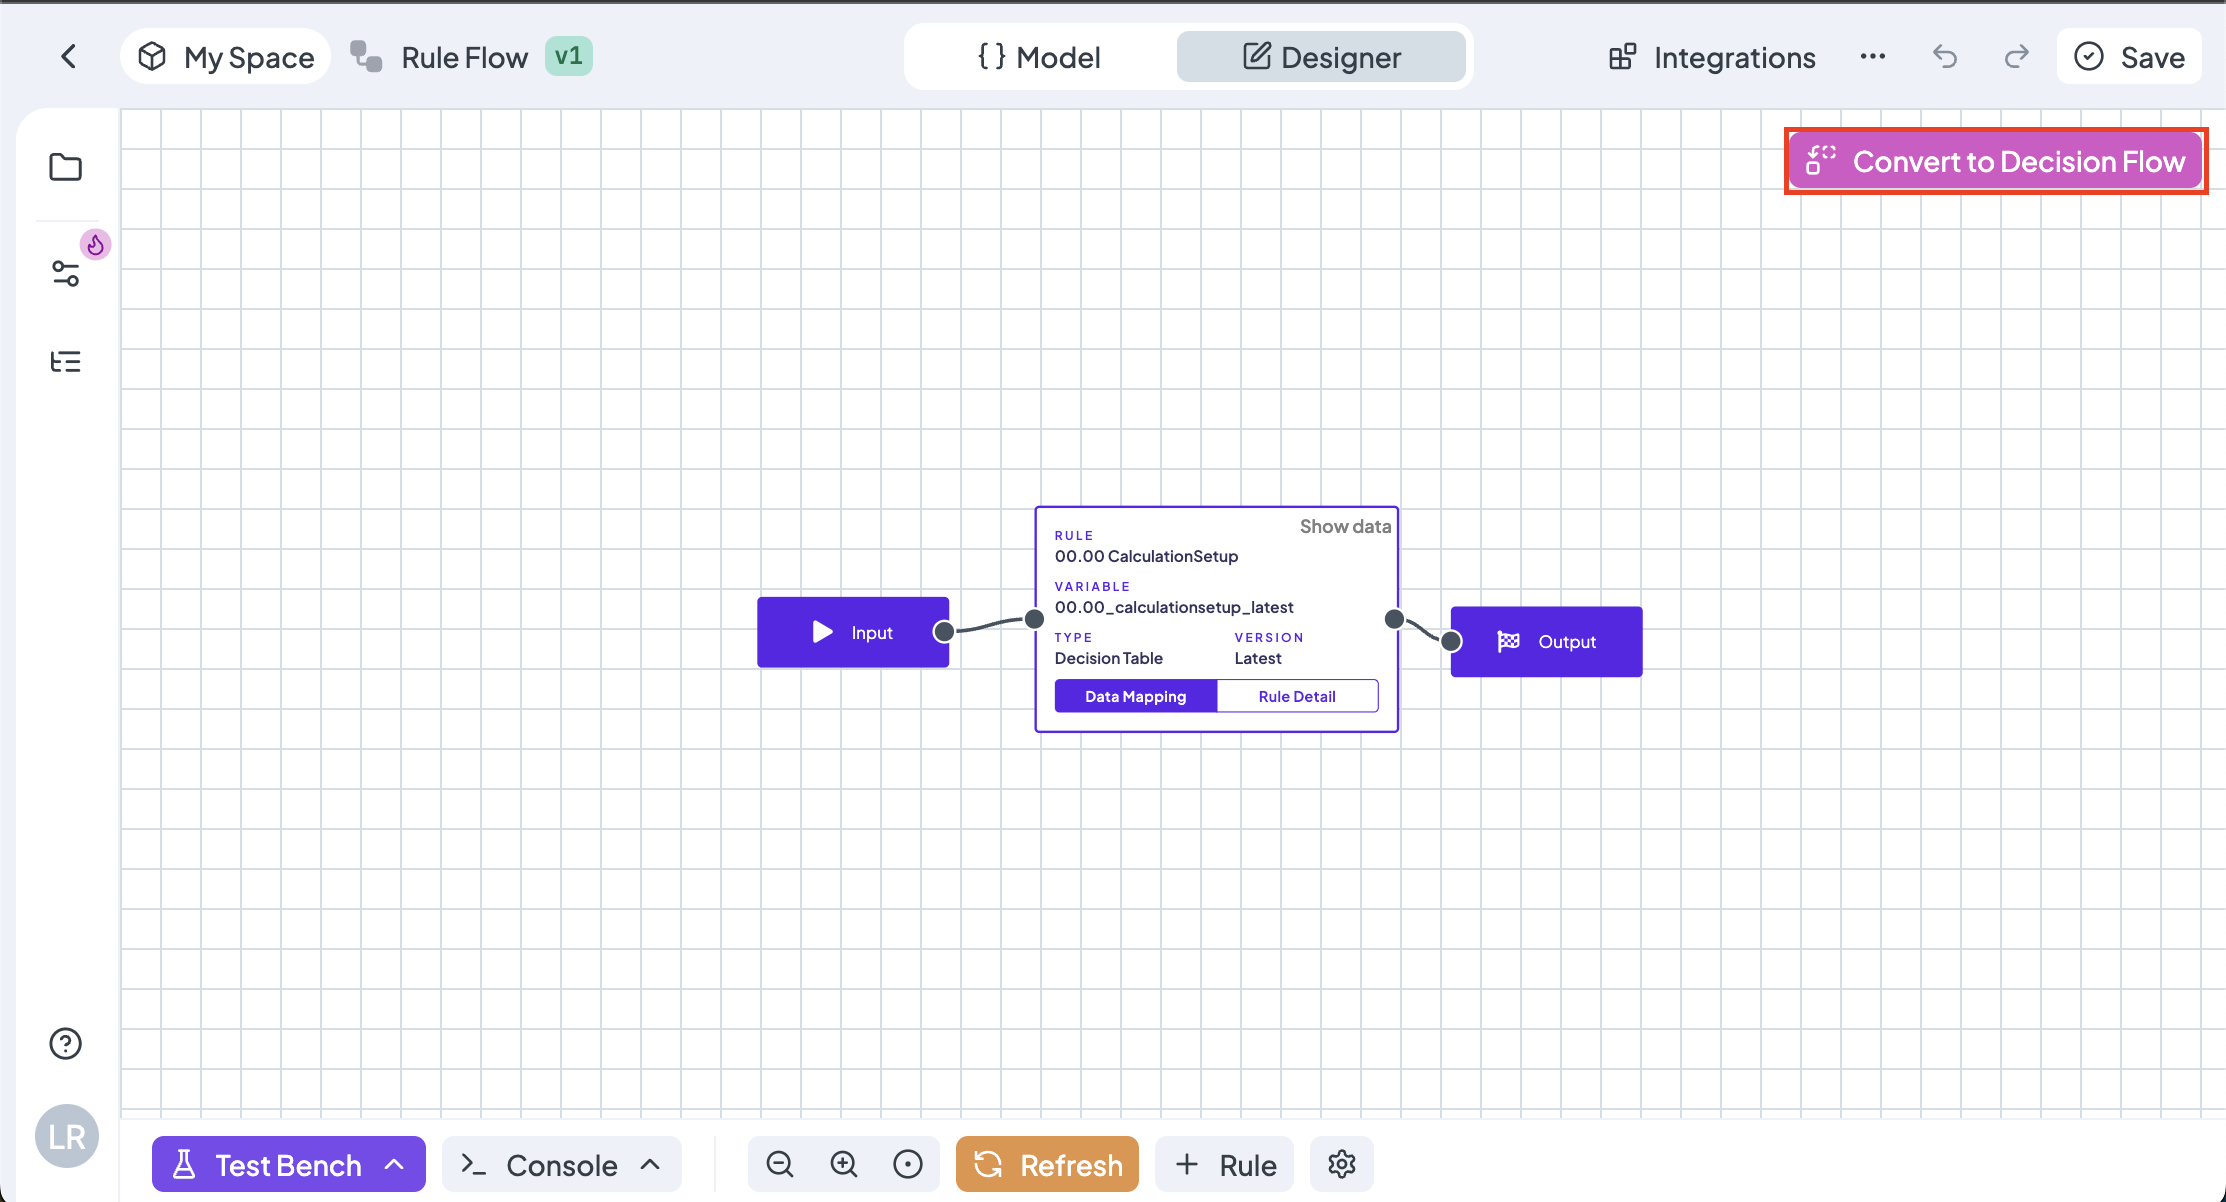 My Space
Rule Flow
v1
{ } Model
Designer
Integrations
Save
Convert to Decision Flow
Show data
RULE
00.00 CalculationSetup
VARIABLE
00.00_calculationsetup_latest
TYPE
VERSION
Decision Table
Latest
Data Mapping
Rule Detail
Input
Output
LR
Test Bench
Console
Refresh
+ Rule